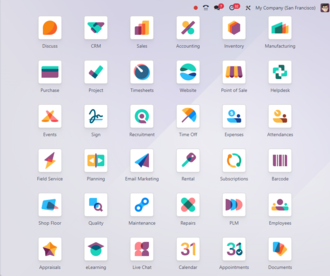 My Company (San Francisco)
Discuss CRM Sales Accounting Inventory Manufacturing
Purchase Project Timesheets Website Point of Sale Helpdesk
Events Sign Recruitment Time Off Expenses Attendances
Field Service Planning Email Marketing Rental Subscriptions Barcode
Shop Floor Quality Maintenance Repairs PLM Employees
31 31
Appraisals eLearning Live Chat Calendar Appointments Documents